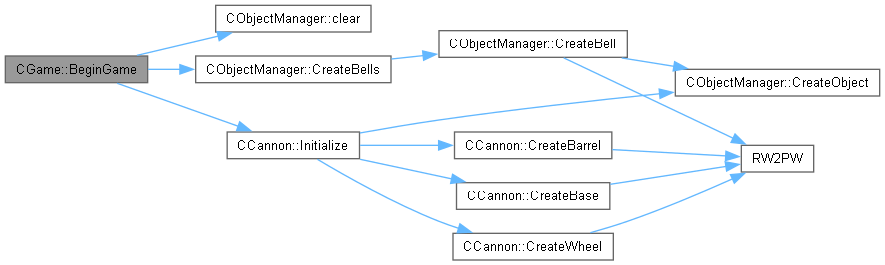 CObjectManager::clear
CGame::BeginGame
CObjectManager::CreateBells
CObjectManager::CreateBell
CObjectManager::CreateObject
CCannon::Initialize
CCannon::CreateBarrel
RW2PW
CCannon::CreateBase
CCannon::CreateWheel